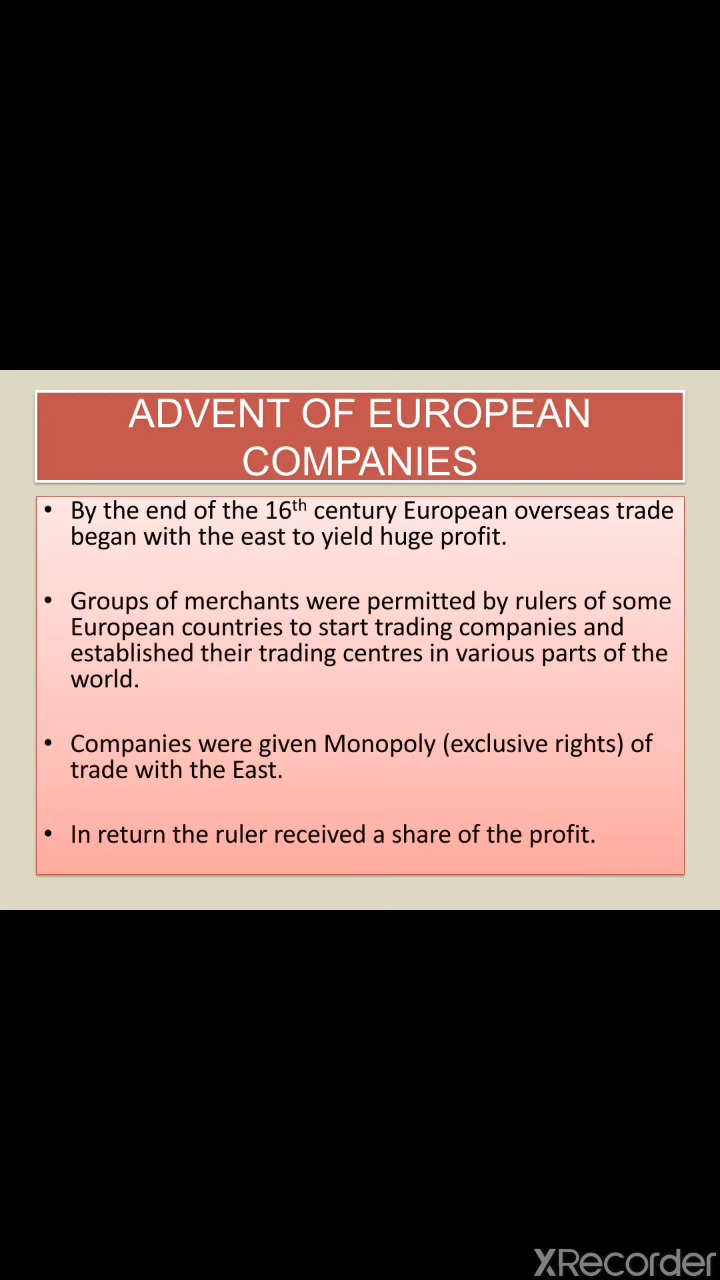 ADVENT OF EUROPEAN
COMPANIES
• By the end of the 16th century European overseas trade
began with the east to yield huge profit.
• Groups of merchants were permitted by rulers of some
European countries to start trading companies and
established their trading centres in various parts of the
world.
• Companies were given Monopoly (exclusive rights) of
trade with the East.
• In return the ruler received a share of the profit.
XRecorder